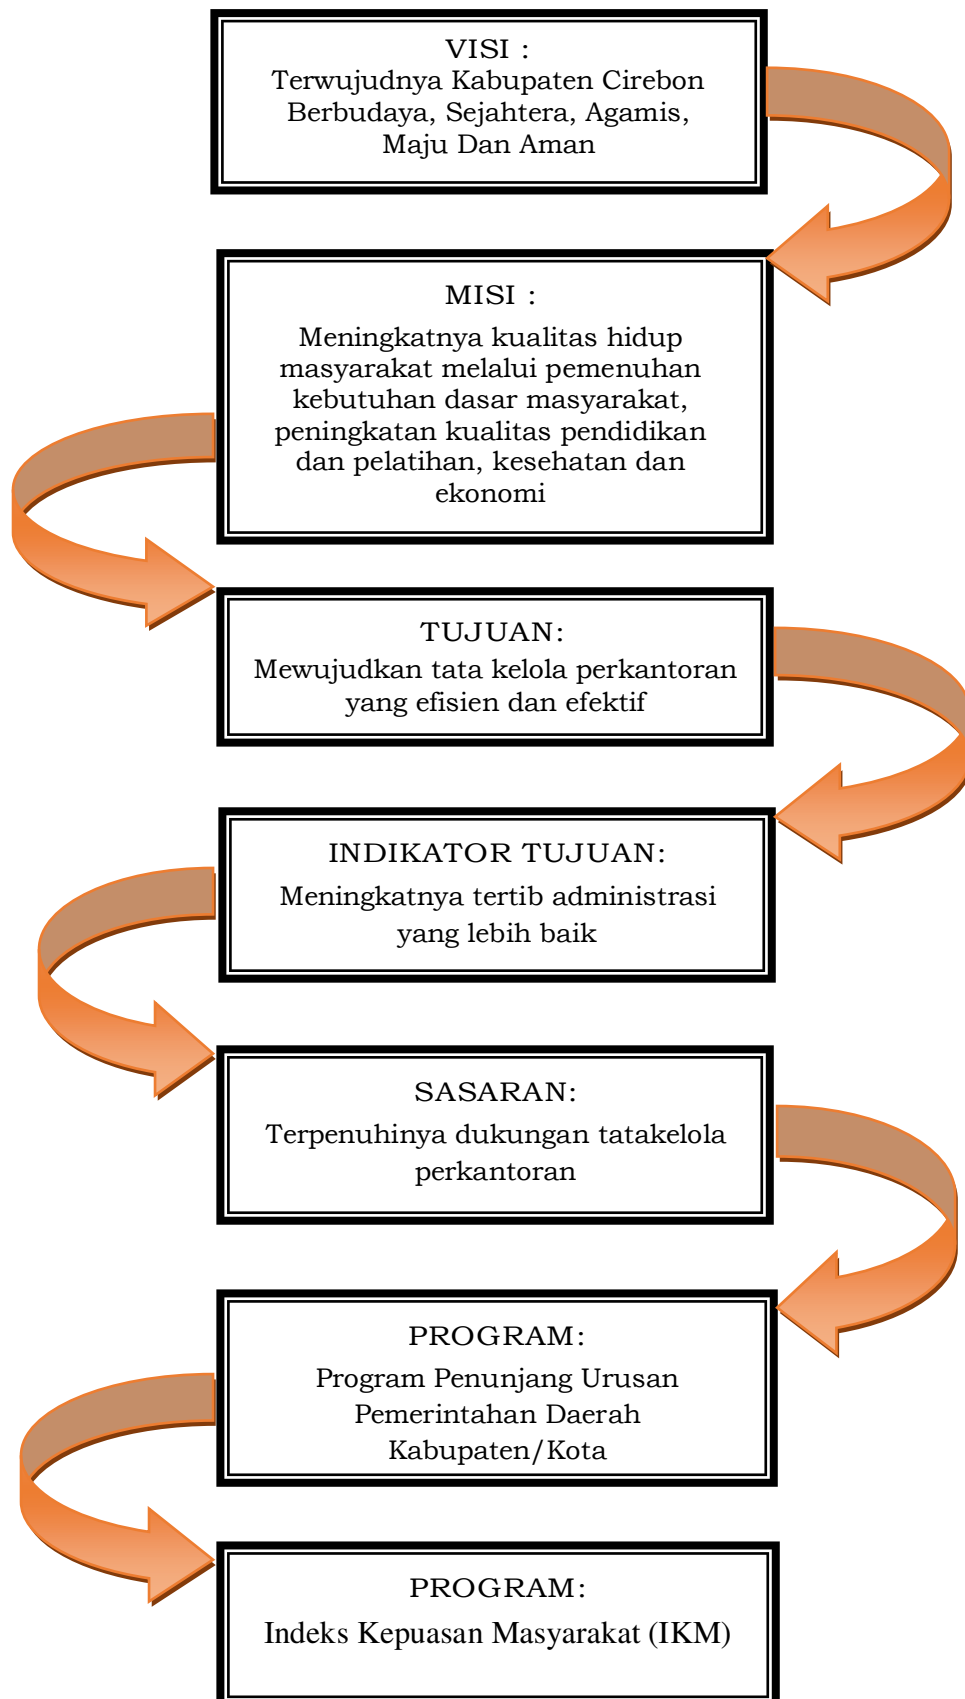 VISI :
Terwujudnya Kabupaten Cirebon
Berbudaya, Sejahtera, Agamis,
Maju Dan Aman
MISI :
Meningkatnya kualitas hidup
masyarakat melalui pemenuhan
kebutuhan dasar masyarakat,
peningkatan kualitas pendidikan
dan pelatihan, kesehatan dan
ekonomi
TUJUAN:
Mewujudkan tata kelola perkantoran
yang efisien dan efektif
INDIKATOR TUJUAN:
Meningkatnya tertib administrasi
yang lebih baik
SASARAN:
Terpenuhinya dukungan tatakelola
perkantoran
PROGRAM:
Program Penunjang Urusan
Pemerintahan Daerah
Kabupaten/Kota
PROGRAM:
Indeks Kepuasan Masyarakat (IKM)